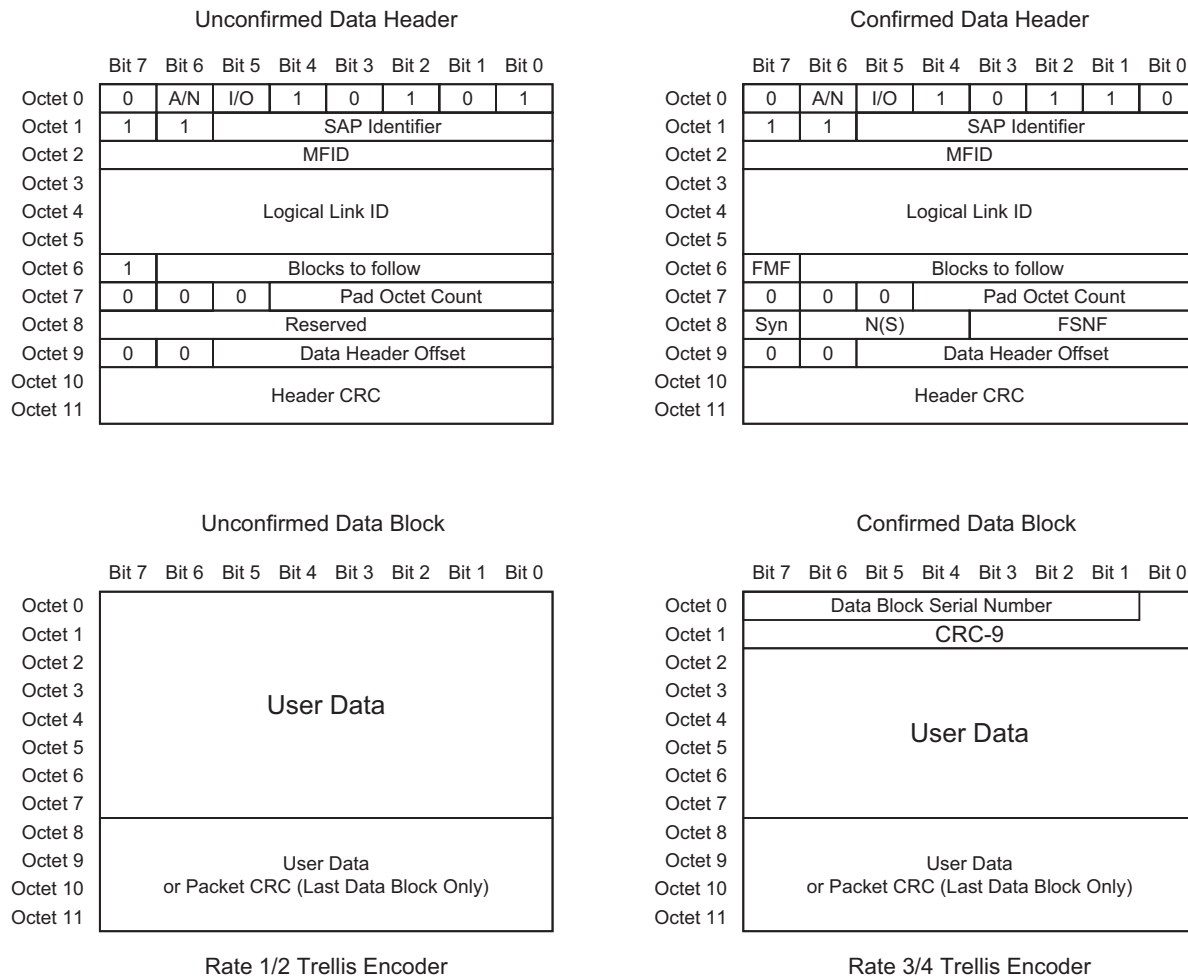 Unconfirmed Data Header
Bit 7 Bit 6 Bit 5 Bit 4 Bit 3 Bit 2 Bit 1 Bit 0
Octet 0 0 A/N I/O 1 0 1 0 1
Octet 1 1 1 SAP Identifier
Octet 2 MFID
Octet 3
Octet 4 Logical Link ID
Octet 5
Octet 6 1 Blocks to follow
Octet 7 0 0 0 Pad Octet Count
Octet 8 Reserved
Octet 9 0 0 Data Header Offset
Octet 10
Header CRC
Octet 11
Confirmed Data Header
Bit 7 Bit 6 Bit 5 Bit 4 Bit 3 Bit 2 Bit 1 Bit 0
Octet 0 0 A/N I/O 1 0 1 1 0
Octet 1 1 1 SAP Identifier
Octet 2 MFID
Octet 3
Octet 4 Logical Link ID
Octet 5
Octet 6 FMF Blocks to follow
Octet 7 0 0 0 Pad Octet Count
Octet 8 Syn N(S) FSNF
Octet 9 0 0 Data Header Offset
Octet 10
Header CRC
Octet 11
Unconfirmed Data Block
Bit 7 Bit 6 Bit 5 Bit 4 Bit 3 Bit 2 Bit 1 Bit 0
Octet 0
Octet 1
Octet 2
Octet 3
User Data
Octet 4
Octet 5
Octet 6
Octet 7
Octet 8
Octet 9 User Data
Octet 10 or Packet CRC (Last Data Block Only)
Octet 11
Rate 1/2 Trellis Encoder
Confirmed Data Block
Bit 7 Bit 6 Bit 5 Bit 4 Bit 3 Bit 2 Bit 1 Bit 0
Octet 0 Data Block Serial Number
Octet 1 CRC-9
Octet 2
Octet 3
Octet 4
User Data
Octet 5
Octet 6
Octet 7
Octet 8
Octet 9 User Data
Octet 10 or Packet CRC (Last Data Block Only)
Octet 11
Rate 3/4 Trellis Encoder